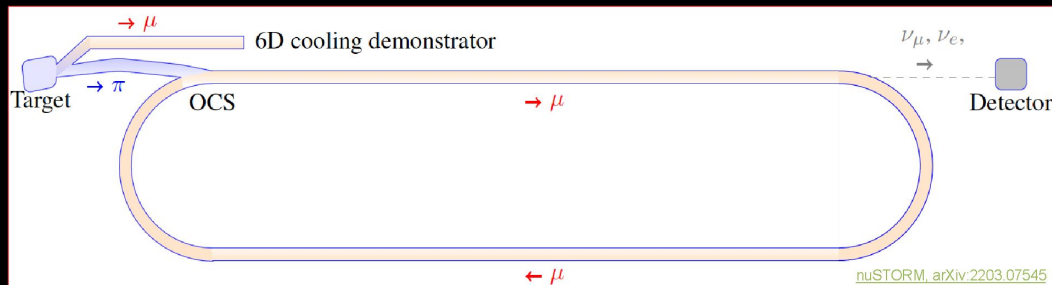 → μ
6D cooling demonstrator
ν_μ, ν_e,
→
→ π
Target
OCS
→ μ
Detector
← μ
nuSTORM, arXiv:2203.07545